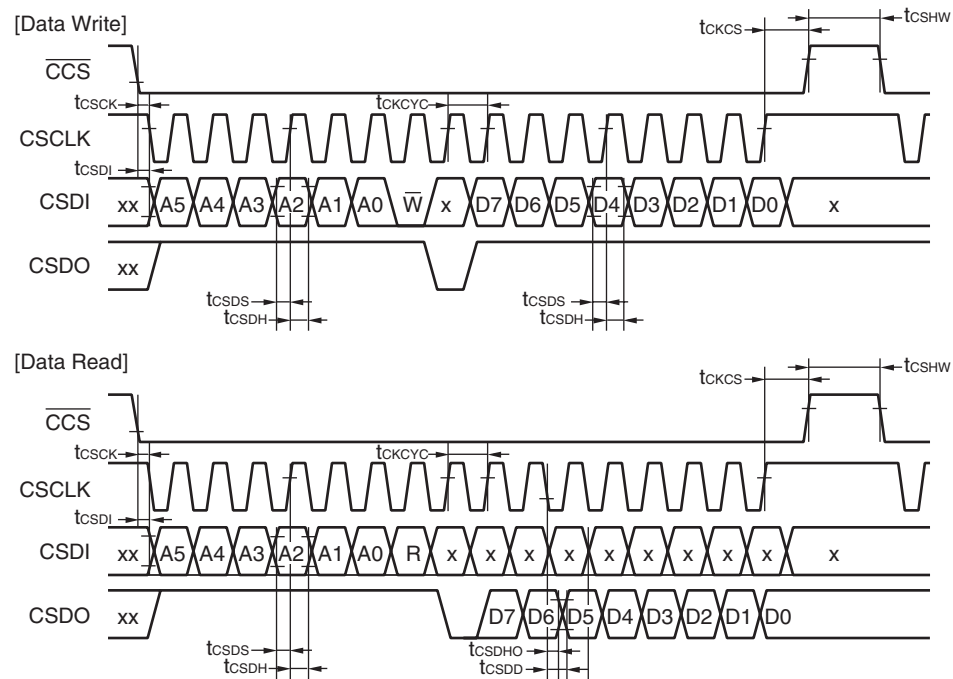 [Data Write]
tCKCS
tCSHW
CCS
tCSCK
tCKCYC
CSCLK
tCSDI
CSDI xx A5 A4 A3 A2 A1 A0 W x D7 D6 D5 D4 D3 D2 D1 D0 x
CSDO xx
tCSDS
tCSDH
tCSDS
tCSDH
[Data Read]
tCKCS
tCSHW
CCS
tCSCK
tCKCYC
CSCLK
tCSDI
CSDI xx A5 A4 A3 A2 A1 A0 R x x x x x x x x x x
CSDO xx D7 D6 D5 D4 D3 D2 D1 D0
tCSDS
tCSDH
tCSDHO
tCSDD